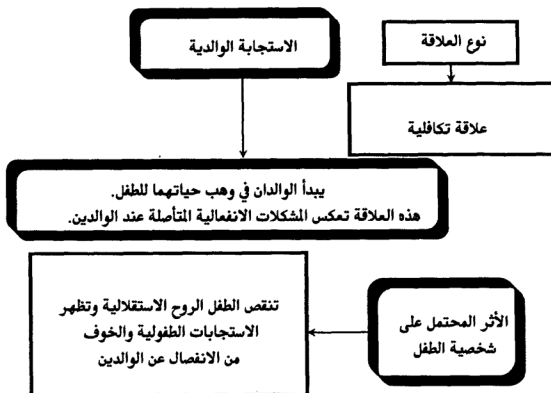 نوع العلاقة
علاقة تكافلية
الاستجابة الوالدية
يبدأ الوالدان في وهب حياتهما للطفل.
هذه العلاقة تعكس المشكلات الانفعالية المتأصلة عند الوالدين.
الأثر المحتمل على
شخصية الطفل
تنقص الطفل الروح الاستقلالية وتظهر
الاستجابات الطفولية والخوف
من الانفصال عن الوالدين